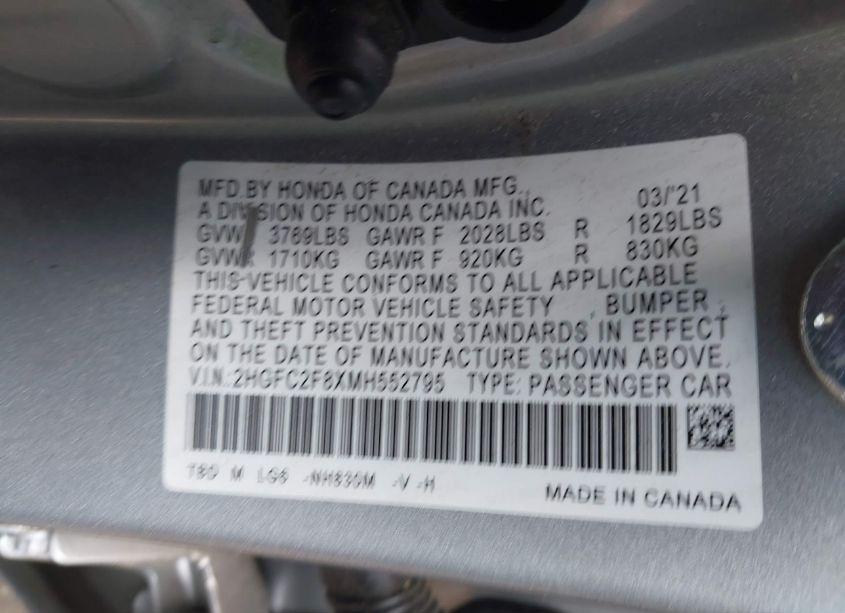 MFD.BY HONDA OF CANADA MFG., 03/'21
A DIVISION OF HONDA CANADA INC.
GVWR 3769LBS GAWR F 2028LBS R 1829LBS
GVWR 1710KG GAWR F 920KG R 830KG
THIS VEHICLE CONFORMS TO ALL APPLICABLE
FEDERAL MOTOR VEHICLE SAFETY BUMPER,
AND THEFT PREVENTION STANDARDS IN EFFECT
ON THE DATE OF MANUFACTURE SHOWN ABOVE.
V.I.N.:2HGFC2F8XMH552795 TYPE: PASSENGER CAR
M -V -H
MADE IN CANADA